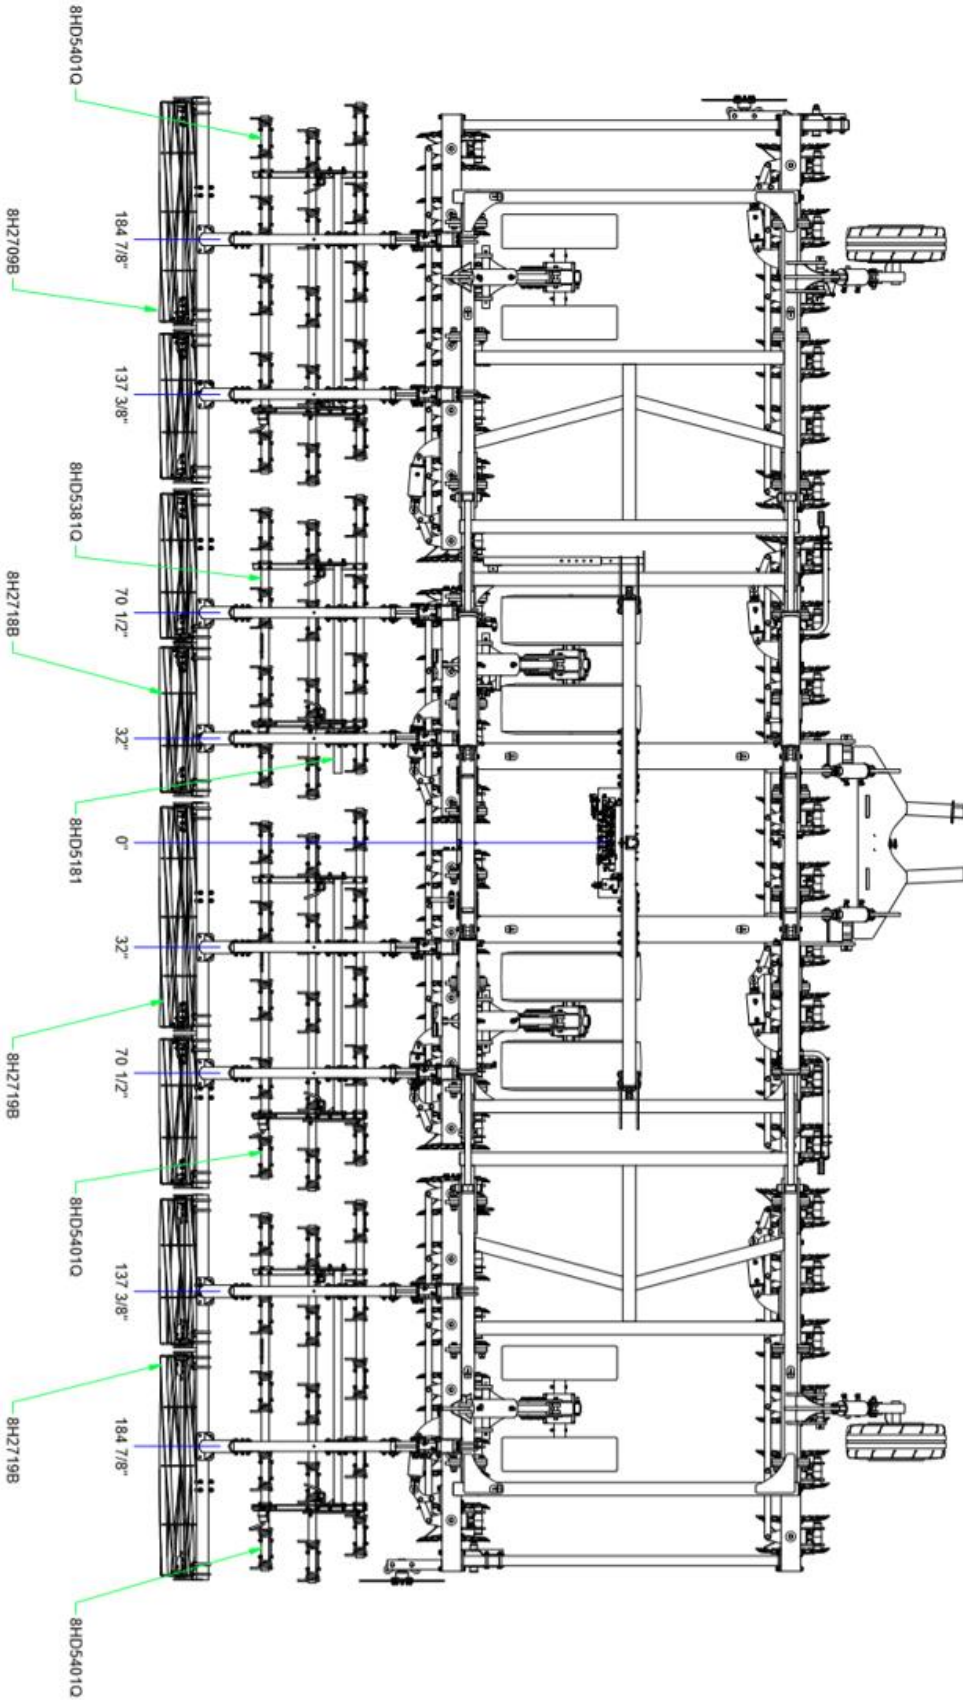 8HD5401Q
8H2709B
184 7/8"
137 3/8"
8HD5381Q
70 1/2"
8H2718B
32"
8HD5181
0"
32"
8H2719B
70 1/2"
8HD5401Q
137 3/8"
8H2719B
184 7/8"
8HD5401Q